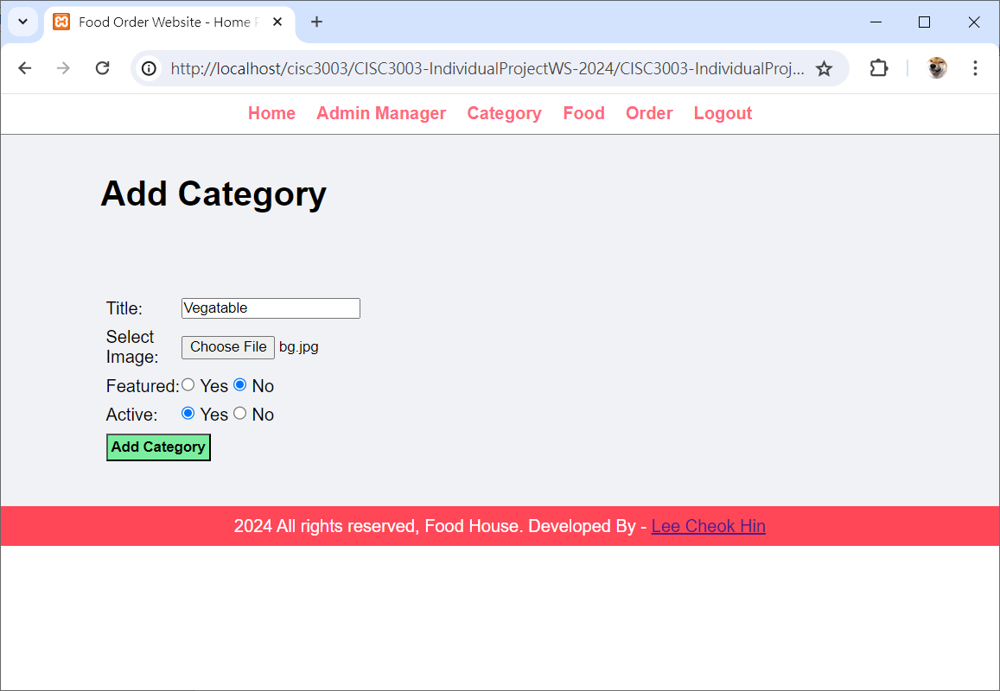 Food Order Website - Home
http://localhost/cisc3003/CISC3003-IndividualProjectWS-2024/CISC3003-IndividualProj...
Home Admin Manager Category Food Order Logout
Add Category
Title: Vegatable
Select Image: Choose File bg.jpg
Featured: Yes No
Active: Yes No
Add Category
2024 All rights reserved, Food House. Developed By - Lee Cheok Hin